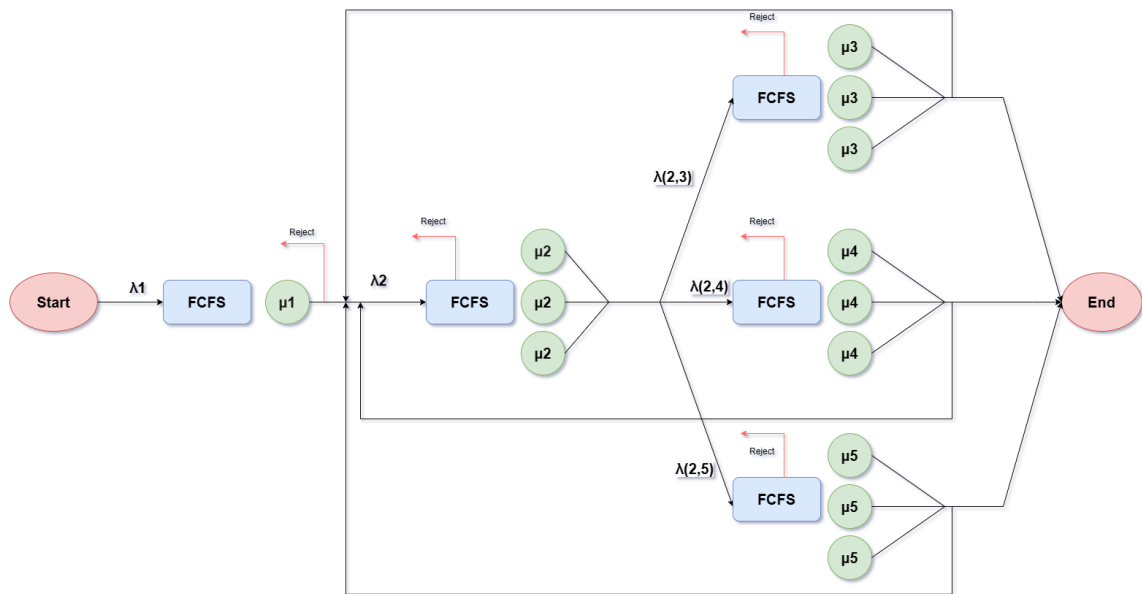 Reject
μ3
FCFS
μ3
μ3
λ(2,3)
Reject
Reject
Reject
μ2
μ4
λ1
λ2
λ(2,4)
Start
FCFS
μ1
FCFS
μ2
FCFS
μ4
End
μ2
μ4
Reject
μ5
λ(2,5)
FCFS
μ5
μ5